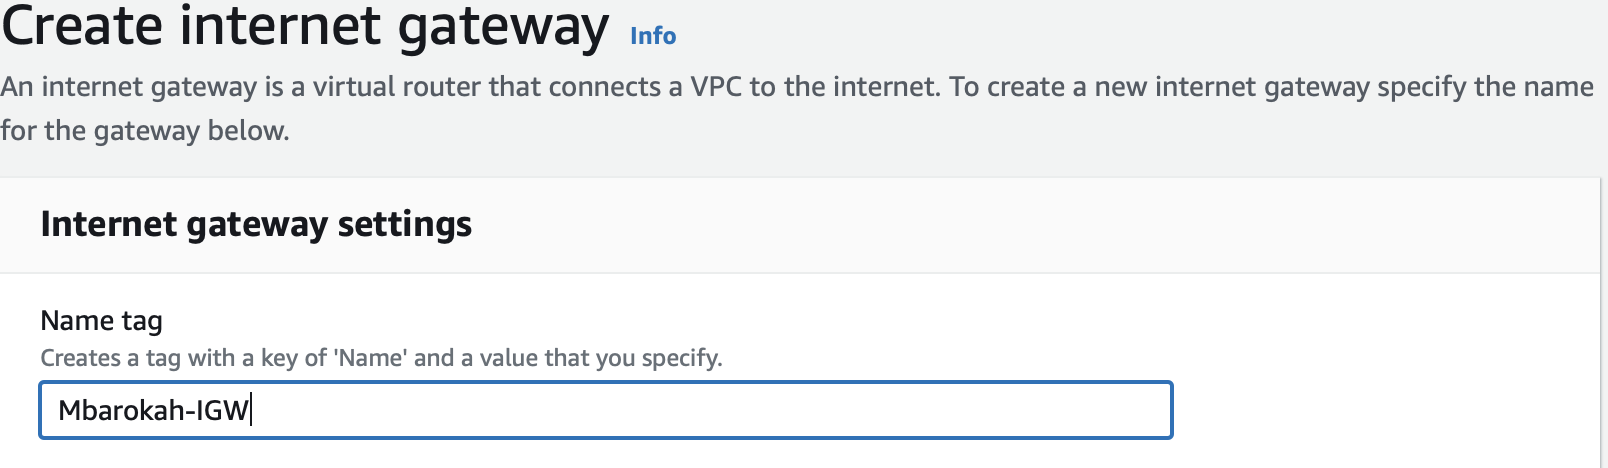 Create internet gateway Info
An internet gateway is a virtual router that connects a VPC to the internet. To create a new internet gateway specify the name
for the gateway below.
Internet gateway settings
Name tag
Creates a tag with a key of 'Name' and a value that you specify.
Mbarokah-IGW